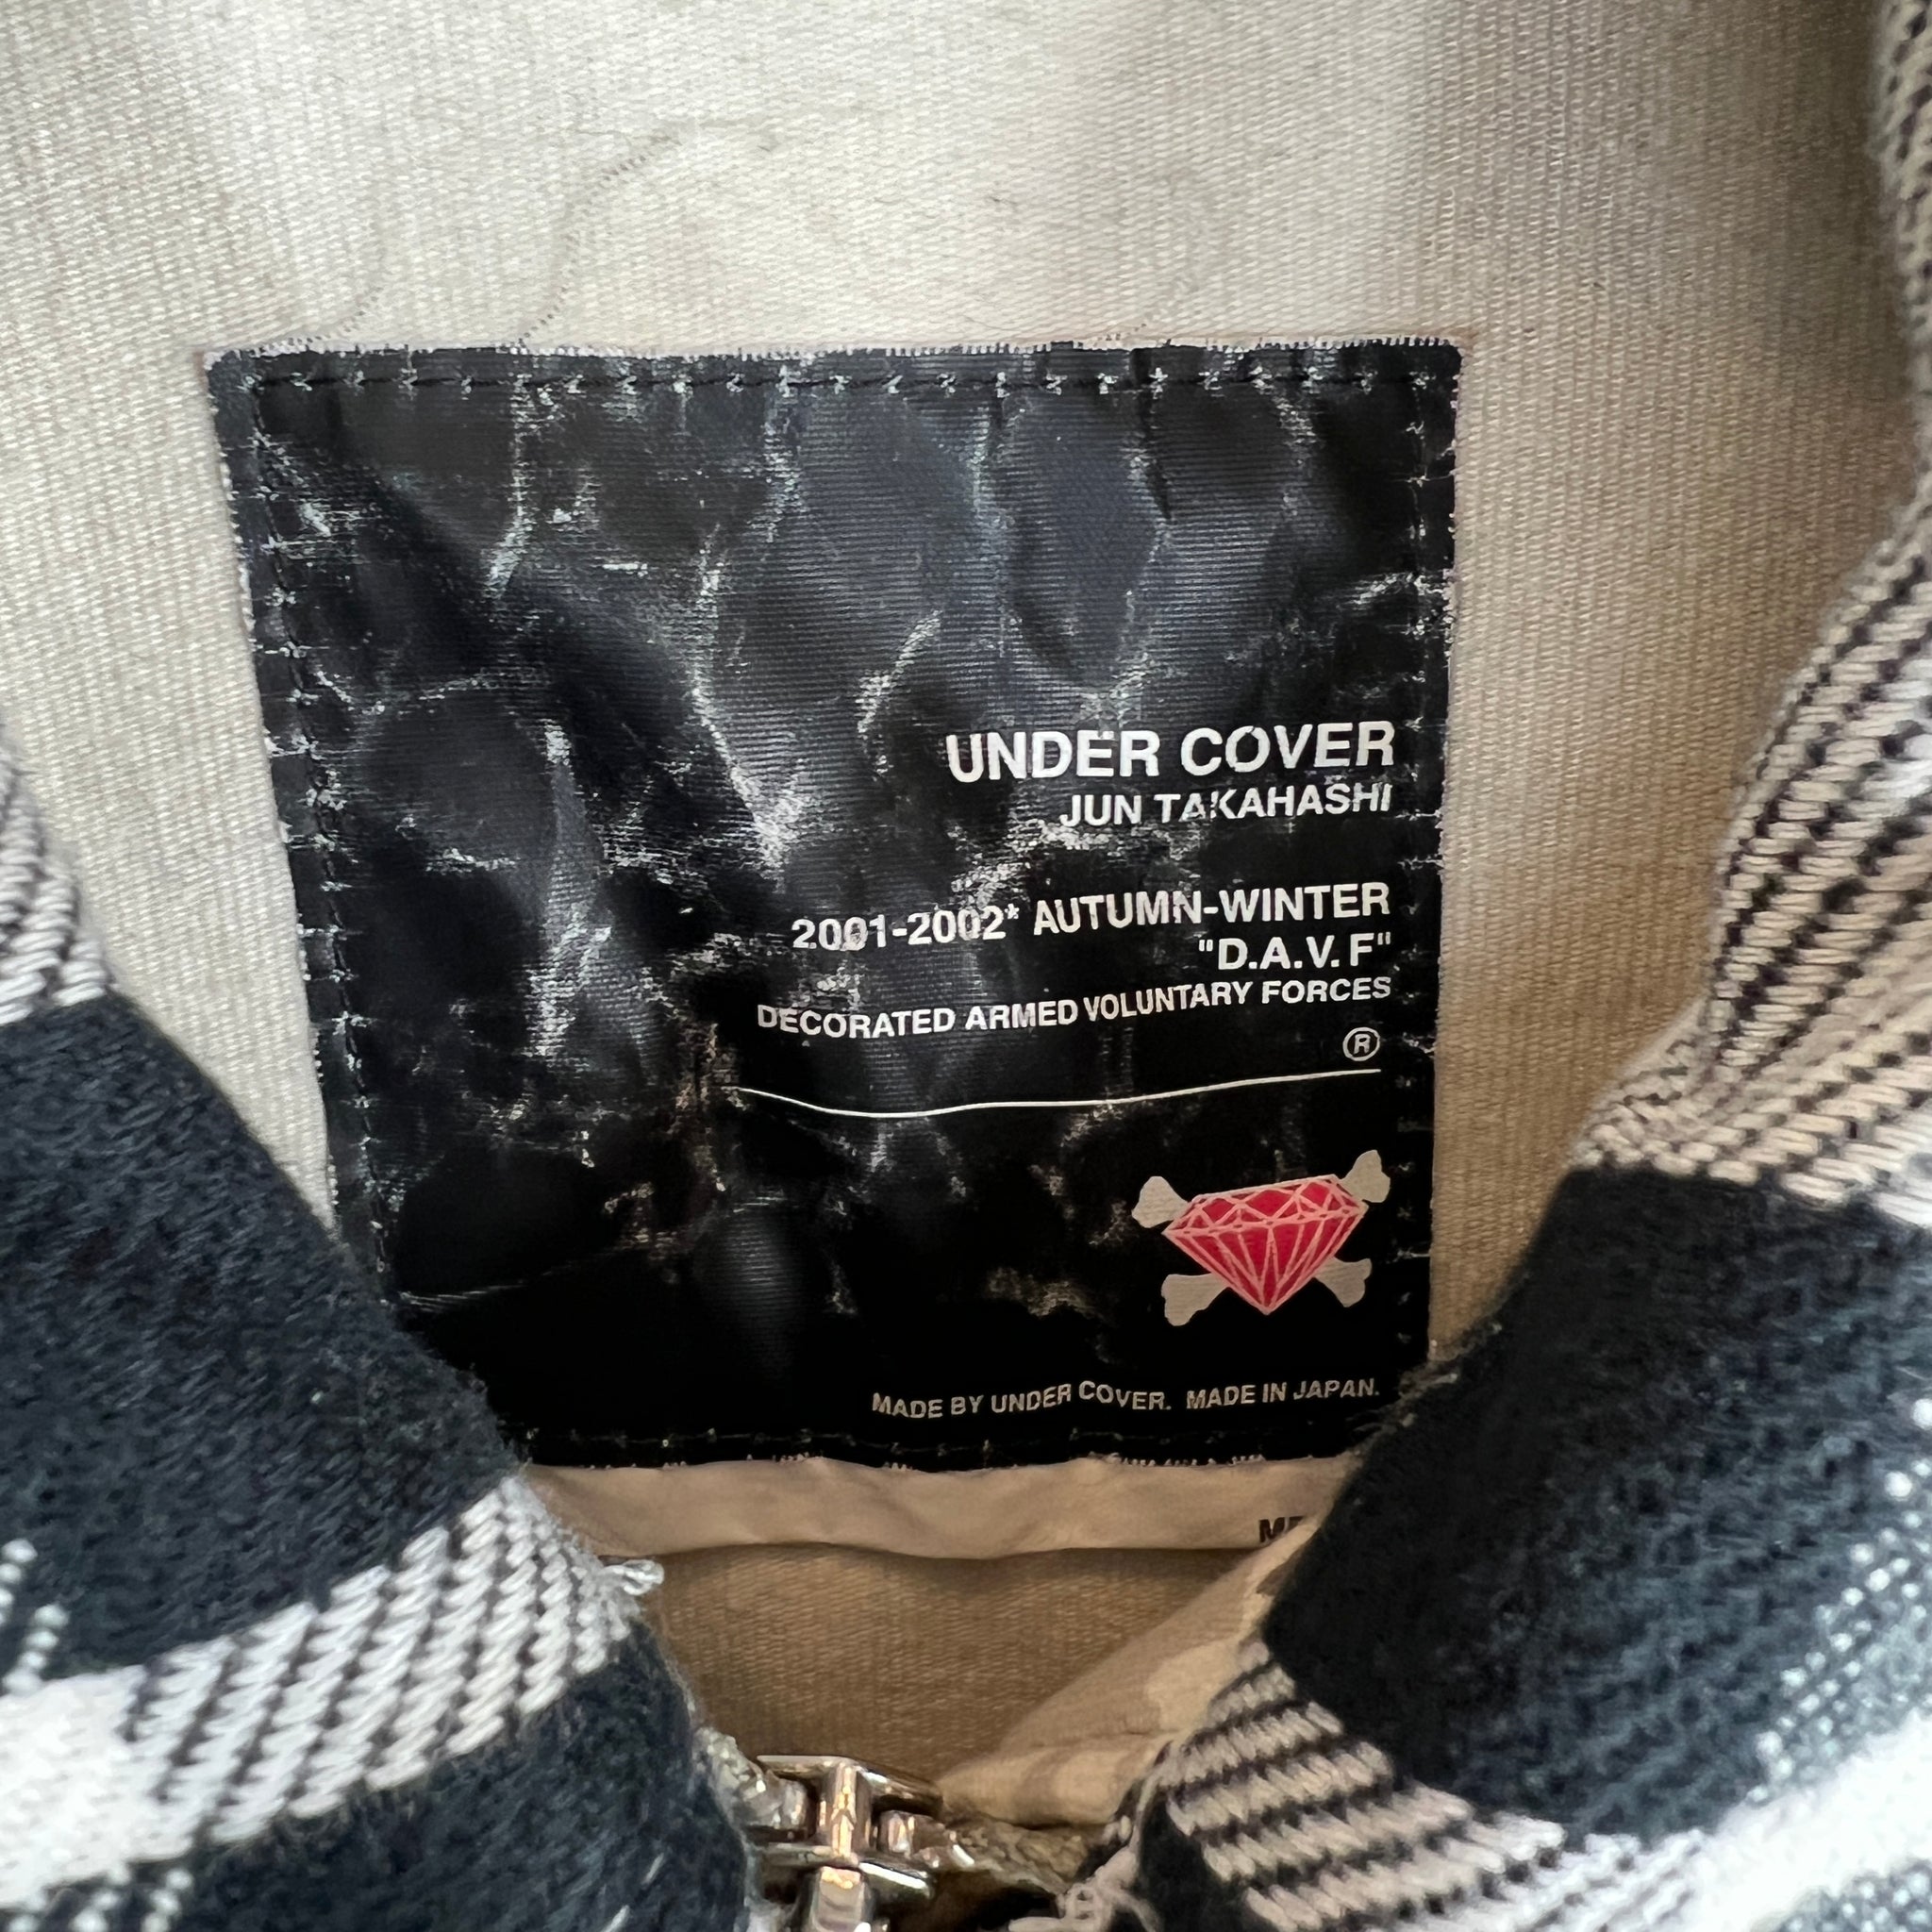 UNDER COVER
JUN TAKAHASHI
2001-2002* AUTUMN-WINTER
"D.A.V. F"
DECORATED ARMED VOLUNTARY FORCES
®
MADE BY UNDER COVER. MADE IN JAPAN.